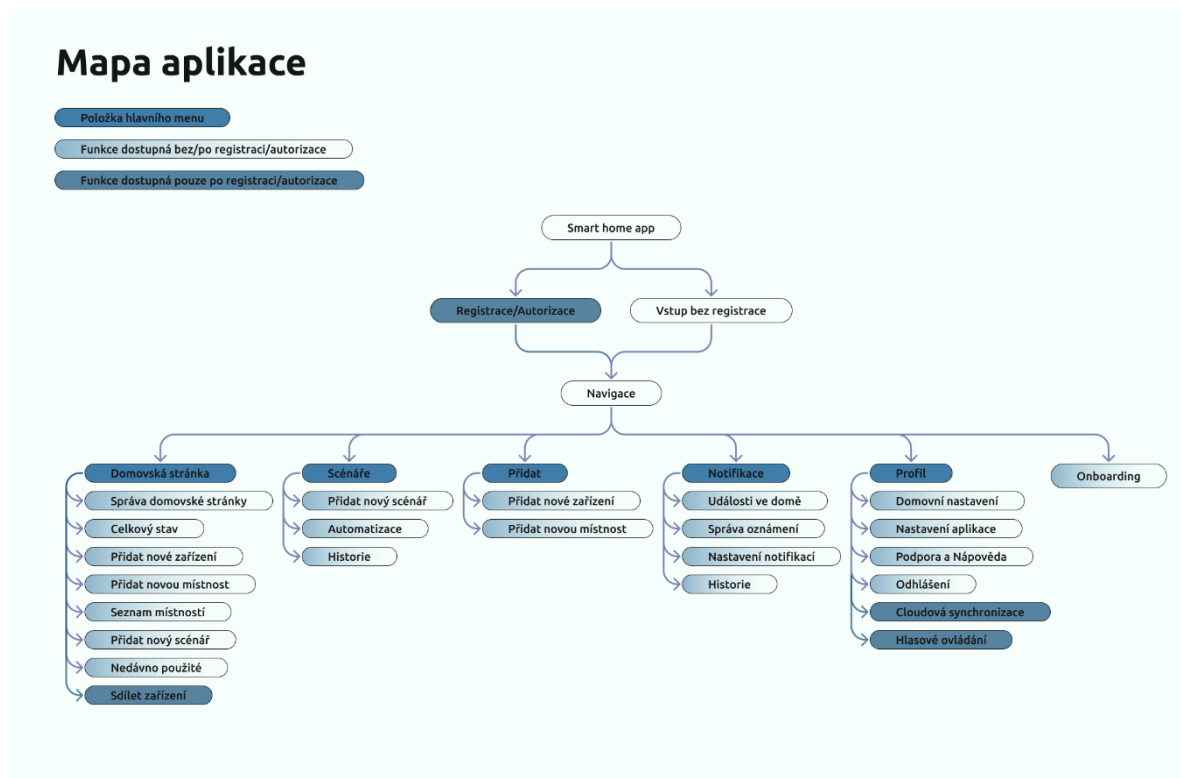 Mapa aplikace
Položka hlavního menu
Funkce dostupná bez/po registraci/autorizace
Funkce dostupná pouze po registraci/autorizace
Smart home app
Registrace/Autorizace
Vstup bez registrace
Navigace
Domovská stránka
Správa domovské stránky
Celkový stav
Přidat nové zařízení
Přidat novou místnost
Seznam místností
Přidat nový scénář
Nedávno použité
Sdílet zařízení
Scénáře
Přidat nový scénář
Automatizace
Historie
Přidat
Přidat nové zařízení
Přidat novou místnost
Notifikace
Události ve domě
Správa oznámení
Nastavení notifikací
Historie
Profil
Domovní nastavení
Nastavení aplikace
Podpora a Nápověda
Odhlášení
Cloudová synchronizace
Hlasové ovládání
Onboarding